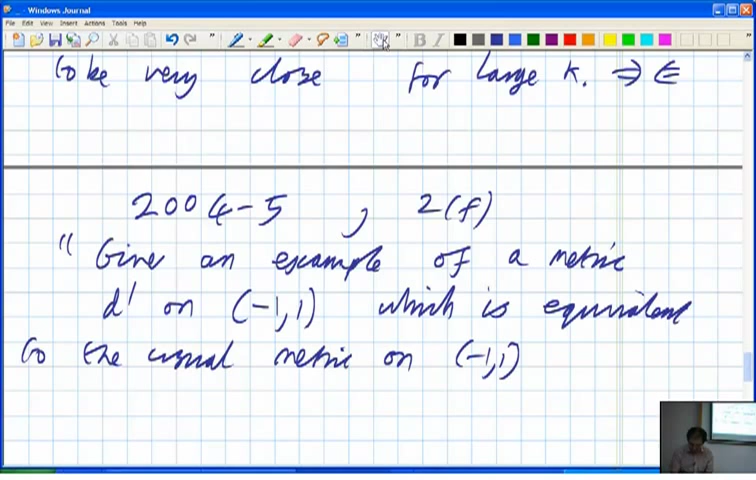 Windows Journal
File Edit View Insert Actions Tools Help
to be very close for large k. ⇒⇐
2004-5, 2(f)
"Give an example of a metric
d' on (-1,1) which is equivalent
to the usual metric on (-1,1)